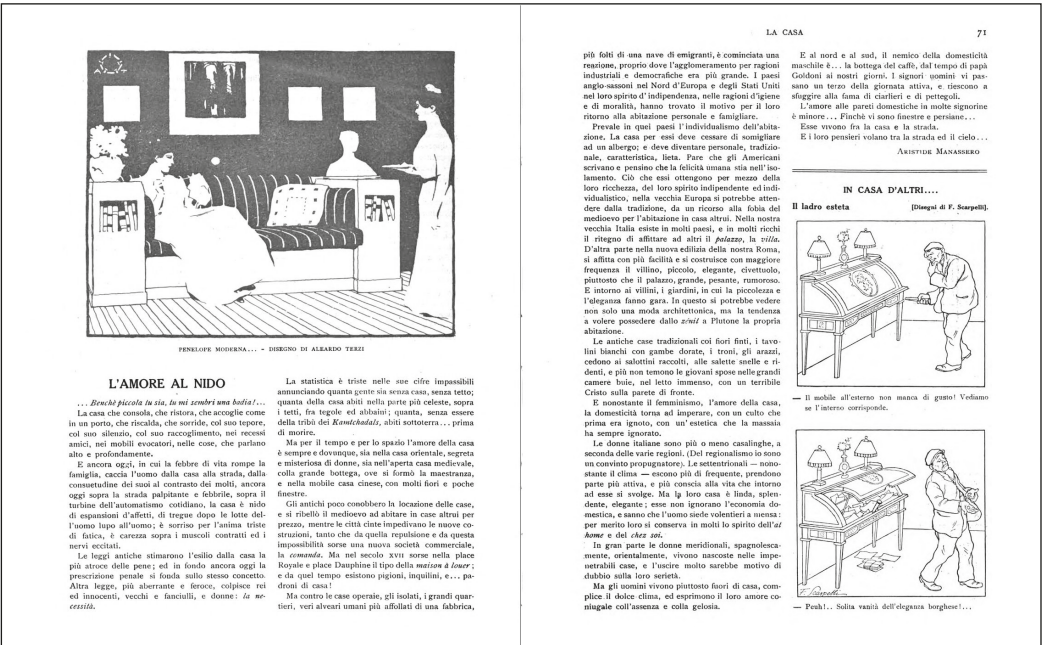 PENELOPE MODERNA... - DISEGNO DI ALEARDO TERZI
L'AMORE AL NIDO
... Benchè piccola tu sia, tu mi sembri una badia!...
La casa che consola, che ristora, che accoglie come
in un porto, che riscalda, che sorride, col suo tepore,
col suo silenzio, col suo raccoglimento, nei recessi
amici, nei mobili evocatori, nelle cose, che parlano
alto e profondamente.
E ancora oggi, in cui la febbre di vita rompe la
famiglia, caccia l'uomo dalla casa alla strada, dalla
consuetudine dei suoi al contrasto dei molti, ancora
oggi sopra la strada palpitante e febbrile, sopra il
turbine dell'automatismo cotidiano, la casa è nido
di espansioni d'affetti, di tregue dopo le lotte del-
l'uomo lupo all'uomo; è sorriso per l'anima triste
di fatica, è carezza sopra i muscoli contratti ed i
nervi eccitati.
Le leggi antiche stimarono l'esilio dalla casa la
più atroce delle pene; ed in fondo ancora oggi la
prescrizione penale si fonda sullo stesso concetto.
Altra legge, più aberrante e feroce, colpisce rei
ed innocenti, vecchi e fanciulli, e donne: la ne-
cessità.
La statistica è triste nelle sue cifre impassibili
annunciando quanta gente sia senza casa, senza tetto;
quanta della casa abiti nella parte più celeste, sopra
i tetti, fra tegole ed abbaini; quanta, senza essere
della tribù dei Kamtchadals, abiti sottoterra... prima
di morire.
Ma per il tempo e per lo spazio l'amore della casa
è sempre e dovunque, sia nella casa orientale, segreta
e misteriosa di donne, sia nell'aperta casa medievale,
colla grande bottega, ove si formò la maestranza,
e nella mobile casa cinese, con molti fiori e poche
finestre.
Gli antichi poco conobbero la locazione delle case,
e si ribellò il medioevo ad abitare in case altrui per
prezzo, mentre le città cinte impedivano le nuove co-
struzioni, tanto che da quella repulsione e da questa
impossibilità sorse una nuova società commerciale,
la comanda. Ma nel secolo XVII sorse nella place
Royale e place Dauphine il tipo della maison à louer;
e da quel tempo esistono pigioni, inquilini, e... pa-
droni di casa!
Ma contro le case operaie, gli isolati, i grandi quar-
tieri, veri alveari umani più affollati di una fabbrica,
LA CASA
71
più folti di una nave di emigranti, è cominciata una
reazione, proprio dove l'agglomeramento per ragioni
industriali e demografiche era più grande. I paesi
anglo-sassoni nel Nord d'Europa e degli Stati Uniti
nel loro spirito d'indipendenza, nelle ragioni d'igiene
e di moralità, hanno trovato il motivo per il loro
ritorno alla abitazione personale e famigliare.
Prevale in quei paesi l'individualismo dell'abita-
zione. La casa per essi deve cessare di somigliare
ad un albergo; e deve diventare personale, tradizio-
nale, caratteristica, lieta. Pare che gli Americani
scrivano e pensino che la felicità umana stia nell'iso-
lamento. Ciò che essi ottengono per mezzo della
loro ricchezza, del loro spirito indipendente ed indi-
vidualistico, nella vecchia Europa si potrebbe atten-
dere dalla tradizione, da un ricorso alla fobia del
medioevo per l'abitazione in casa altrui. Nella nostra
vecchia Italia esiste in molti paesi, e in molti ricchi
il ritegno di affittare ad altri il palazzo, la villa.
D'altra parte nella nuova edilizia della nostra Roma,
si affitta con più facilità e si costruisce con maggiore
frequenza il villino, piccolo, elegante, civettuolo,
piuttosto che il palazzo, grande, pesante, rumoroso.
E intorno ai villini, i giardini, in cui la piccolezza e
l'eleganza fanno gara. In questo si potrebbe vedere
non solo una moda architettonica, ma la tendenza
a volere possedere dallo zénit a Plutone la propria
abitazione.
Le antiche case tradizionali coi fiori finti, i tavo-
lini bianchi con gambe dorate, i troni, gli arazzi,
cedono ai salottini raccolti, alle salette snelle e ri-
denti, e più non temono le giovani spose nelle grandi
camere buie, nel letto immenso, con un terribile
Cristo sulla parete di fronte.
E nonostante il femminismo, l'amore della casa,
la domesticità torna ad imperare, con un culto che
prima era ignoto, con un'estetica che la massaia
ha sempre ignorato.
Le donne italiane sono più o meno casalinghe, a
seconda delle varie regioni. (Del regionalismo io sono
un convinto propugnatore). Le settentrionali — nono-
stante il clima — escono più di frequente, prendono
parte più attiva, e più conscia alla vita che intorno
ad esse si svolge. Ma la loro casa è linda, splen-
dente, elegante; esse non ignorano l'economia do-
mestica, e sanno che l'uomo siede volentieri a mensa:
per merito loro si conserva in molti lo spirito dell'at
home e del chez soi.
In gran parte le donne meridionali, spagnolesca-
mente, orientalmente, vivono nascoste nelle impe-
netrabili case, e l'uscire molto sarebbe motivo di
dubbio sulla loro serietà.
Ma gli uomini vivono piuttosto fuori di casa, com-
plice il dolce clima, ed esprimono il loro amore co-
niugale coll'assenza e colla gelosia.
E al nord e al sud, il nemico della domesticità
maschile è... la bottega del caffè, dal tempo di papà
Goldoni ai nostri giorni. I signori uomini vi pas-
sano un terzo della giornata attiva, e riescono a
sfuggire alla fama di ciarlieri e di pettegoli.
L'amore alle pareti domestiche in molte signorine
è minore... Finchè vi sono finestre e persiane...
Esse vivono fra la casa e la strada.
E i loro pensieri volano tra la strada ed il cielo...
ARISTIDE MANASSERO
IN CASA D'ALTRI....
Il ladro esteta [Disegni di F. Scarpelli].
— Il mobile all'esterno non manca di gusto! Vediamo
se l'interno corrisponde.
F. Scarpelli
— Peuh!.. Solita vanità dell'eleganza borghese!...